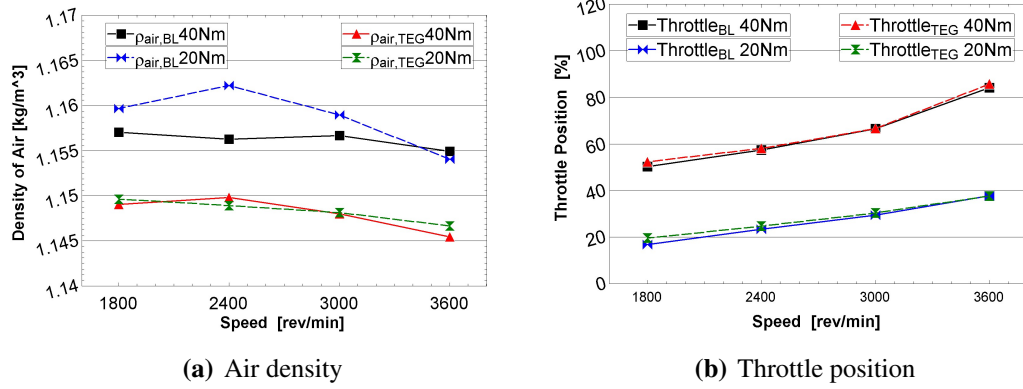 1.17
1.165
1.16
1.155
1.15
1.145
1.14
Density of Air [kg/m^3]
ρair,BL40Nm
ρair,BL20Nm
ρair,TEG40Nm
ρair,TEG20Nm
1800 2400 3000 3600
Speed [rev/min]
(a) Air density
120
100
80
60
40
20
0
Throttle Position [%]
ThrottleBL 40Nm
ThrottleBL 20Nm
ThrottleTEG 40Nm
ThrottleTEG 20Nm
1800 2400 3000 3600
Speed [rev/min]
(b) Throttle position